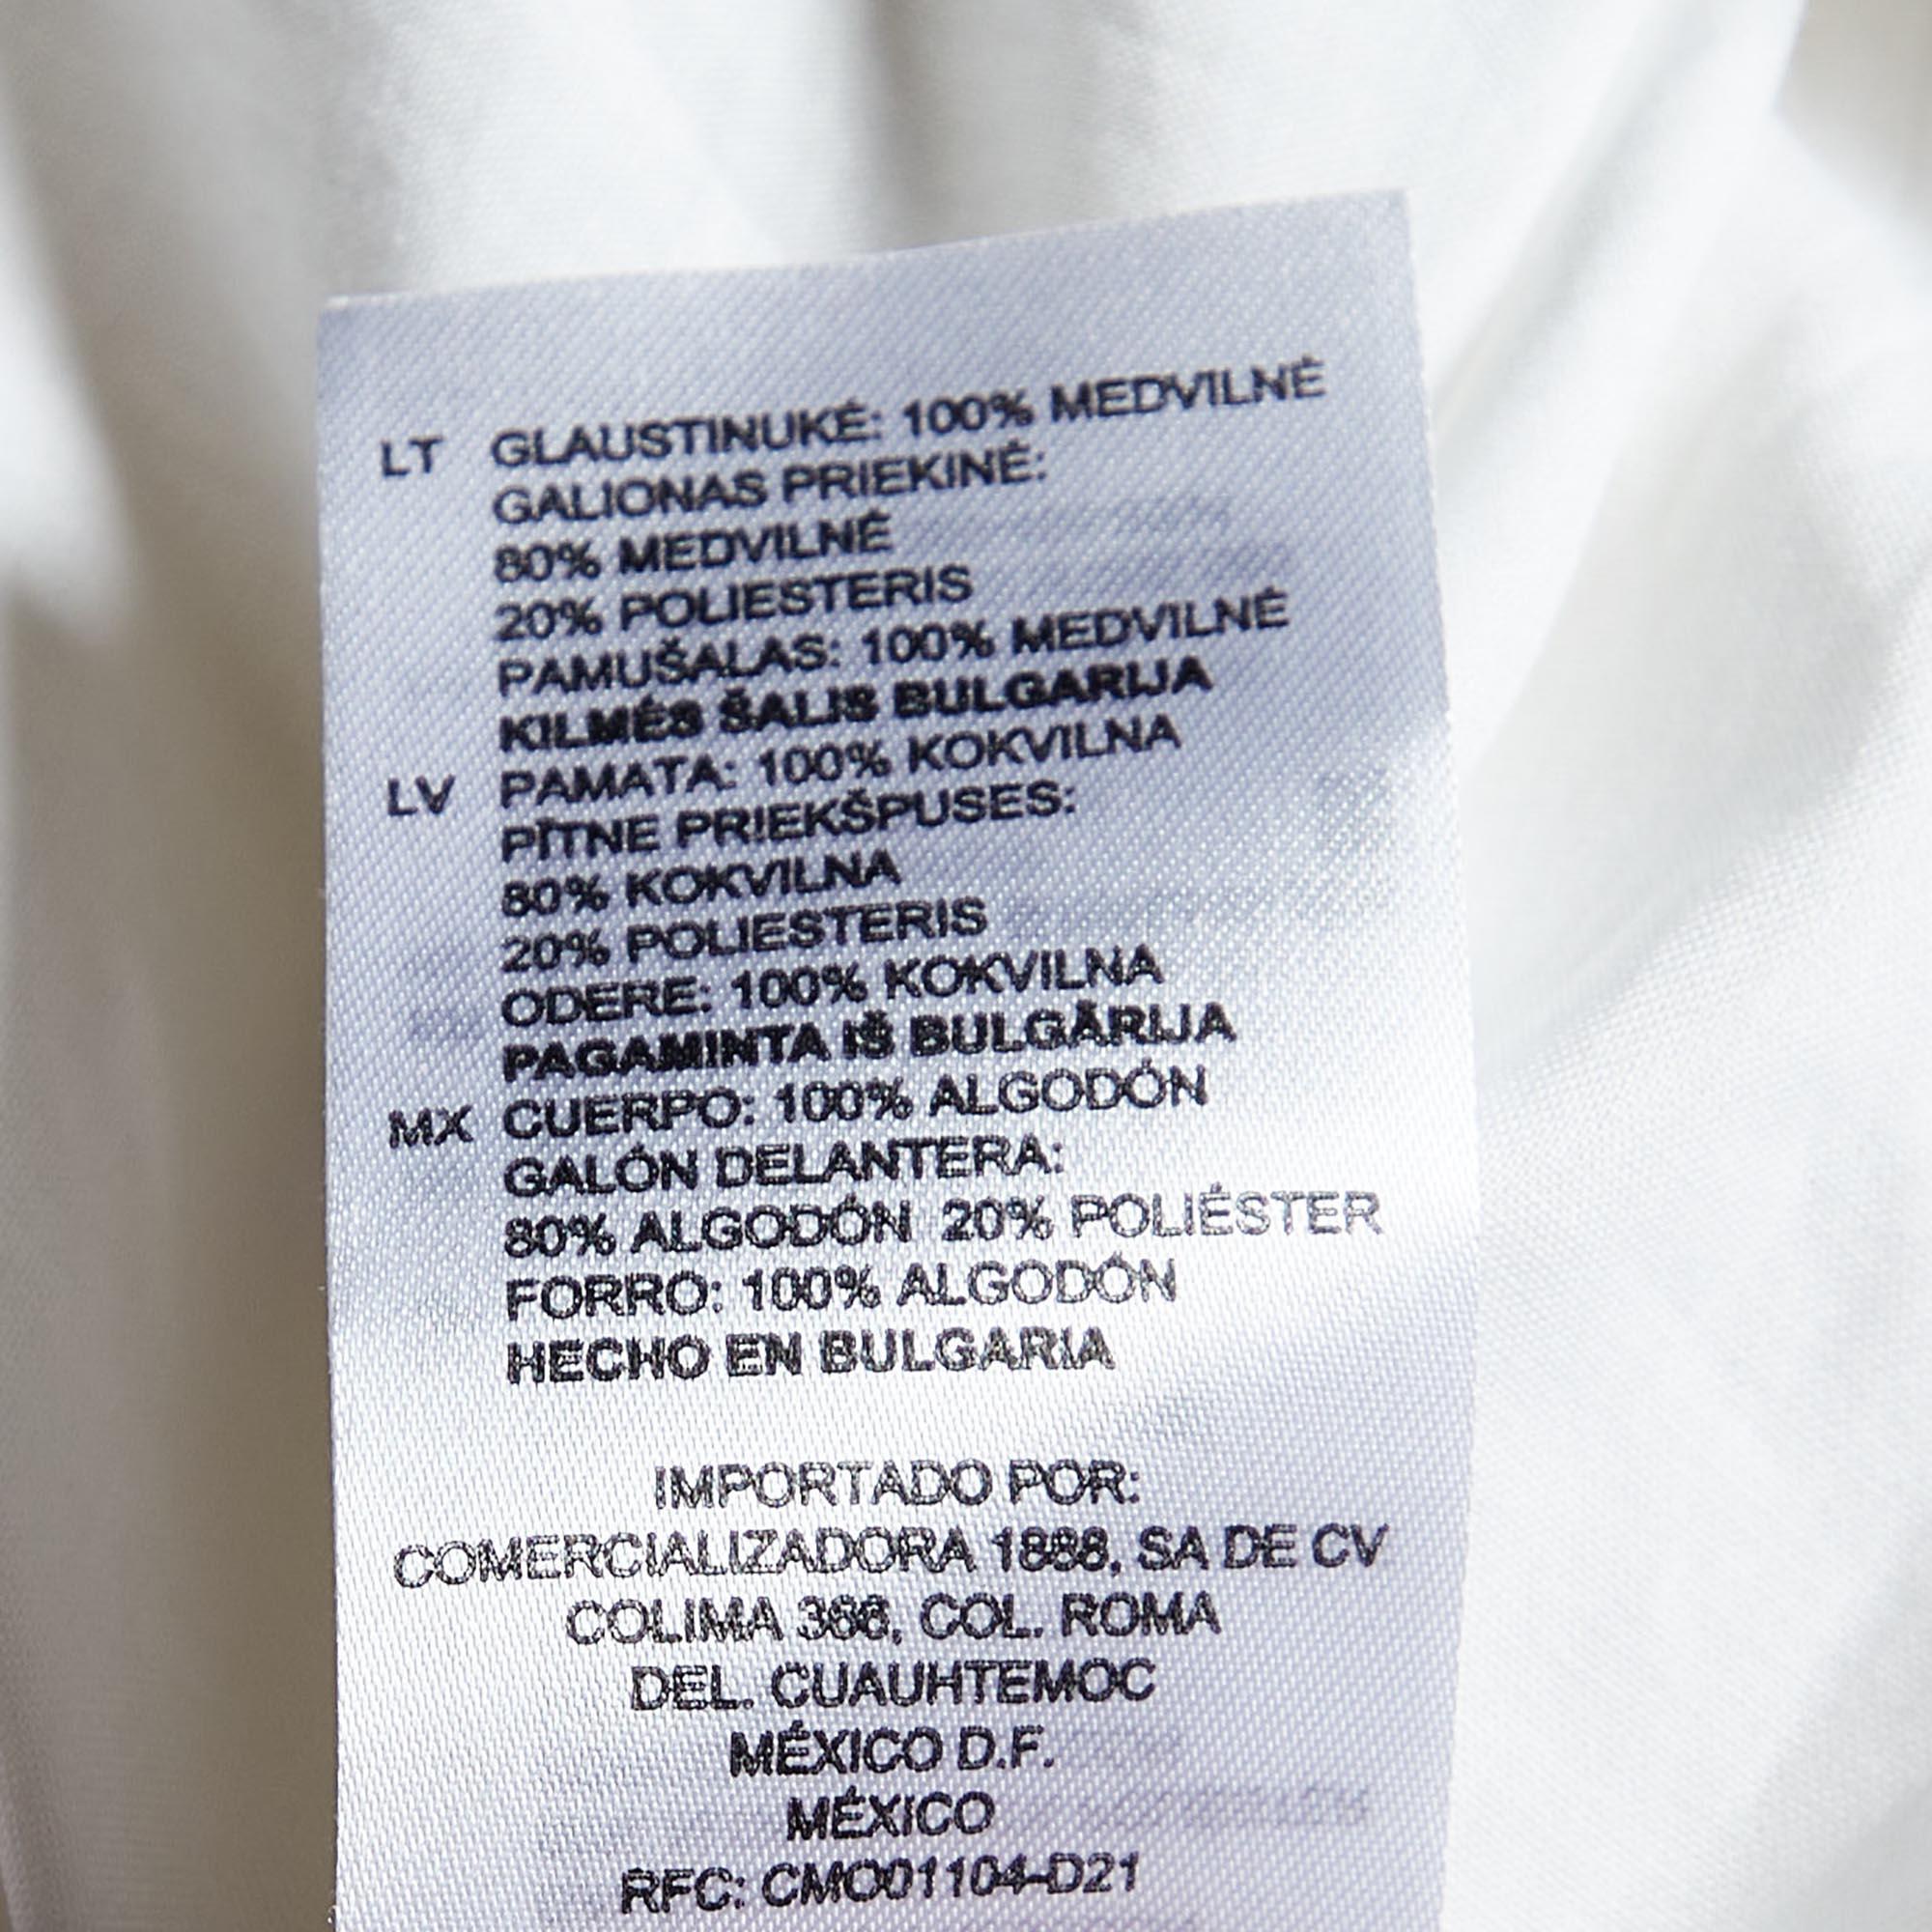 LT GLAUSTINUKĖ: 100% MEDVILNĖ
GALIONAS PRIEKINĖ:
80% MEDVILNĖ
20% POLIESTERIS
PAMUŠALAS: 100% MEDVILNĖ
KILMĖS ŠALIS BULGARIJA
LV PAMATA: 100% KOKVILNA
PĪTNE PRIEKŠPUSES:
80% KOKVILNA
20% POLIESTERIS
ODERE: 100% KOKVILNA
PAGAMINTA IŠ BULGĀRIJA
MX CUERPO: 100% ALGODÓN
GALÓN DELANTERA:
80% ALGODÓN 20% POLIÉSTER
FORRO: 100% ALGODÓN
HECHO EN BULGARIA
IMPORTADO POR:
COMERCIALIZADORA 1888, SA DE CV
COLIMA 366, COL. ROMA
DEL. CUAUHTEMOC
MÉXICO D.F.
MÉXICO
RFC: CMO01104-D21